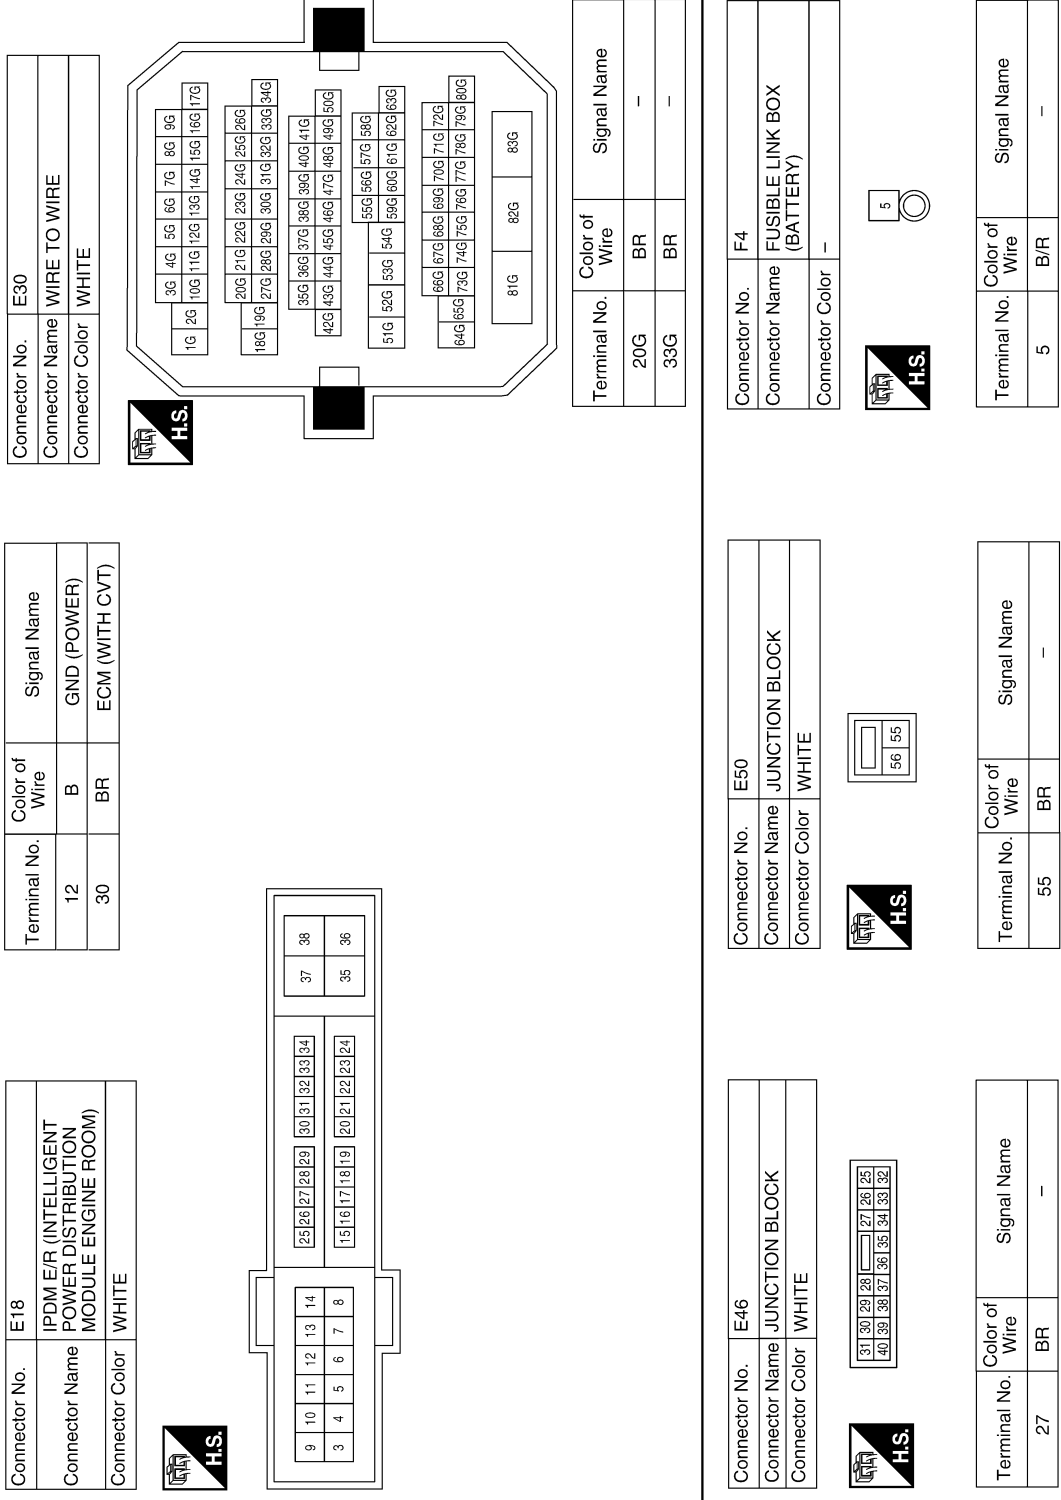 Connector No. E18
Connector Name IPDM E/R (INTELLIGENT
POWER DISTRIBUTION
MODULE ENGINE ROOM)
Connector Color WHITE
H.S.
9 10 11 12 13 14 25 26 27 28 29 30 31 32 33 34 37 38
3 4 5 6 7 8 15 16 17 18 19 20 21 22 23 24 35 36
Terminal No. Color of Wire Signal Name
12 B GND (POWER)
30 BR ECM (WITH CVT)
Connector No. E30
Connector Name WIRE TO WIRE
Connector Color WHITE
H.S.
3G 4G 5G 6G 7G 8G 9G
1G 2G 10G 11G 12G 13G 14G 15G 16G 17G
20G 21G 22G 23G 24G 25G 26G
18G 19G 27G 28G 29G 30G 31G 32G 33G 34G
35G 36G 37G 38G 39G 40G 41G
42G 43G 44G 45G 46G 47G 48G 49G 50G
55G 56G 57G 58G
51G 52G 53G 54G 59G 60G 61G 62G 63G
66G 67G 68G 69G 70G 71G 72G
64G 65G 73G 74G 75G 76G 77G 78G 79G 80G
81G 82G 83G
Terminal No. Color of Wire Signal Name
20G BR –
33G BR –
Connector No. E46
Connector Name JUNCTION BLOCK
Connector Color WHITE
H.S.
31 30 29 28 27 26 25
40 39 38 37 36 35 34 33 32
Terminal No. Color of Wire Signal Name
27 BR –
Connector No. E50
Connector Name JUNCTION BLOCK
Connector Color WHITE
H.S.
56 55
Terminal No. Color of Wire Signal Name
55 BR –
Connector No. F4
Connector Name FUSIBLE LINK BOX
(BATTERY)
Connector Color –
H.S.
5
Terminal No. Color of Wire Signal Name
5 B/R –